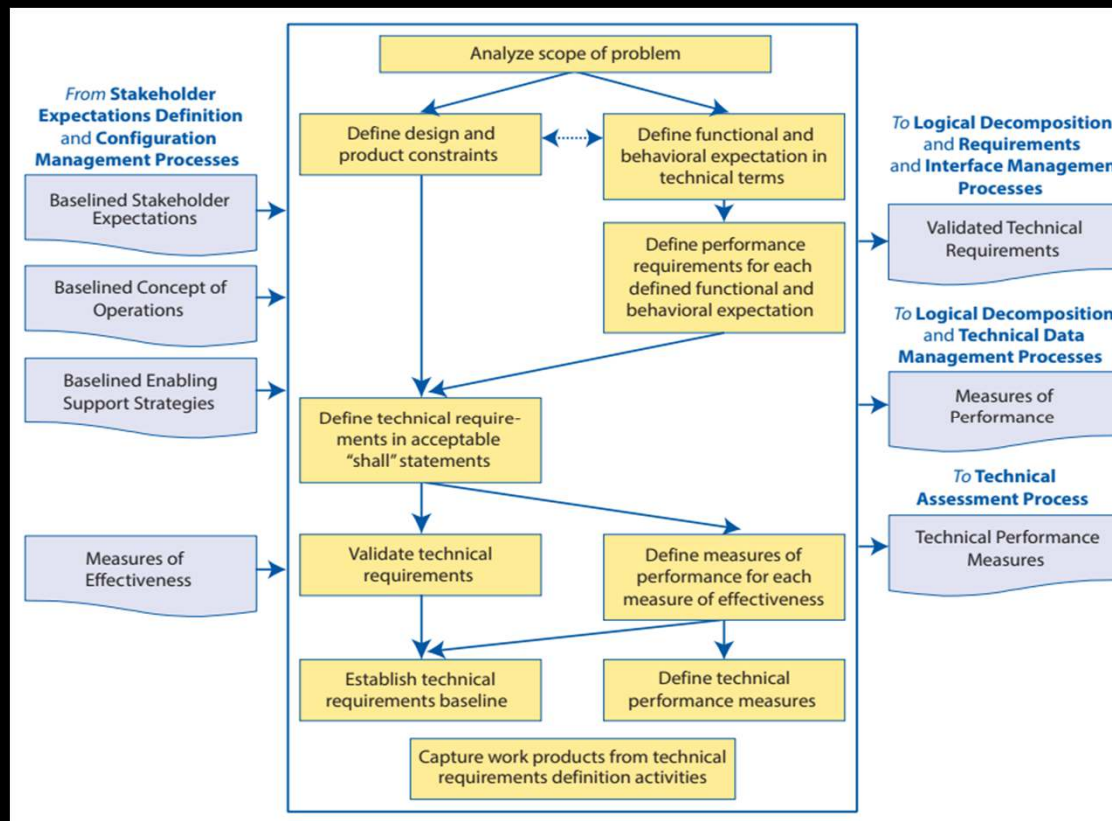 From Stakeholder
Expectations Definition
and Configuration
Management Processes
Baselined Stakeholder
Expectations
Baselined Concept of
Operations
Baselined Enabling
Support Strategies
Measures of
Effectiveness
Analyze scope of problem
Define design and
product constraints
Define functional and
behavioral expectation in
technical terms
Define performance
requirements for each
defined functional and
behavioral expectation
Define technical require-
ments in acceptable
“shall” statements
Validate technical
requirements
Define measures of
performance for each
measure of effectiveness
Establish technical
requirements baseline
Define technical
performance measures
Capture work products from technical
requirements definition activities
To Logical Decomposition
and Requirements
and Interface Management
Processes
Validated Technical
Requirements
To Logical Decomposition
and Technical Data
Management Processes
Measures of
Performance
To Technical
Assessment Process
Technical Performance
Measures